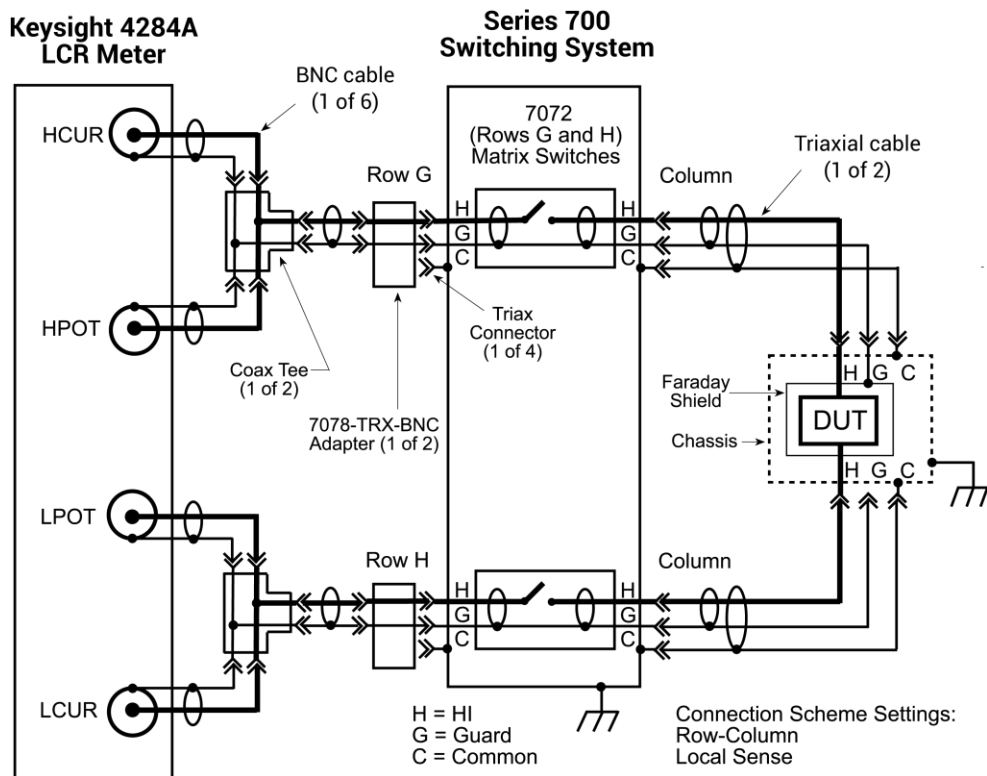 Keysight 4284A
LCR Meter
Series 700
Switching System
BNC cable
(1 of 6)
HCUR
7072
(Rows G and H)
Matrix Switches
Triaxial cable
(1 of 2)
Row G
Column
H
G
C
H
G
C
HPOT
Triax
Connector
(1 of 4)
Coax Tee
(1 of 2)
7078-TRX-BNC
Adapter (1 of 2)
H G C
Faraday
Shield
DUT
Chassis
H G C
LPOT
Row H
Column
H
G
C
H
G
C
LCUR
H = HI
G = Guard
C = Common
Connection Scheme Settings:
Row-Column
Local Sense